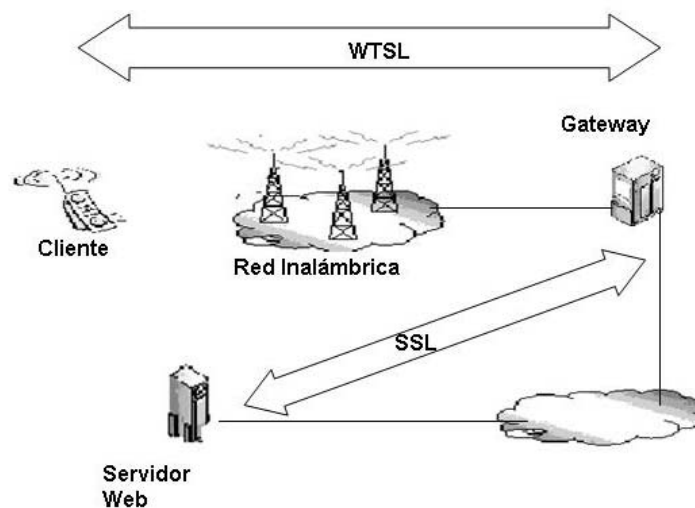 WTSL
Gateway
Cliente
Red Inalámbrica
SSL
Servidor
Web